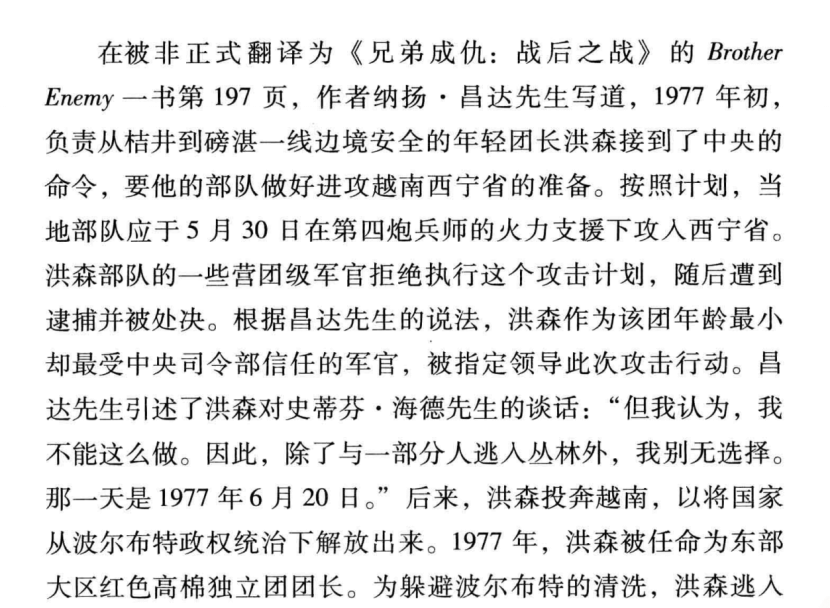 在被非正式翻译为《兄弟成仇：战后之战》的 Brother
Enemy 一书第 197 页，作者纳扬·昌达先生写道，1977 年初，
负责从桔井到磅湛一线边境安全的年轻团长洪森接到了中央的
命令，要他的部队做好进攻越南西宁省的准备。按照计划，当
地部队应于 5 月 30 日在第四炮兵师的火力支援下攻入西宁省。
洪森部队的一些营团级军官拒绝执行这个攻击计划，随后遭到
逮捕并被处决。根据昌达先生的说法，洪森作为该团年龄最小
却最受中央司令部信任的军官，被指定领导此次攻击行动。昌
达先生引述了洪森对史蒂芬·海德先生的谈话：“但我认为，我
不能这么做。因此，除了与一部分人逃入丛林外，我别无选择。
那一天是 1977 年 6 月 20 日。”后来，洪森投奔越南，以将国家
从波尔布特政权统治下解放出来。1977 年，洪森被任命为东部
大区红色高棉独立团团长。为躲避波尔布特的清洗，洪森逃入